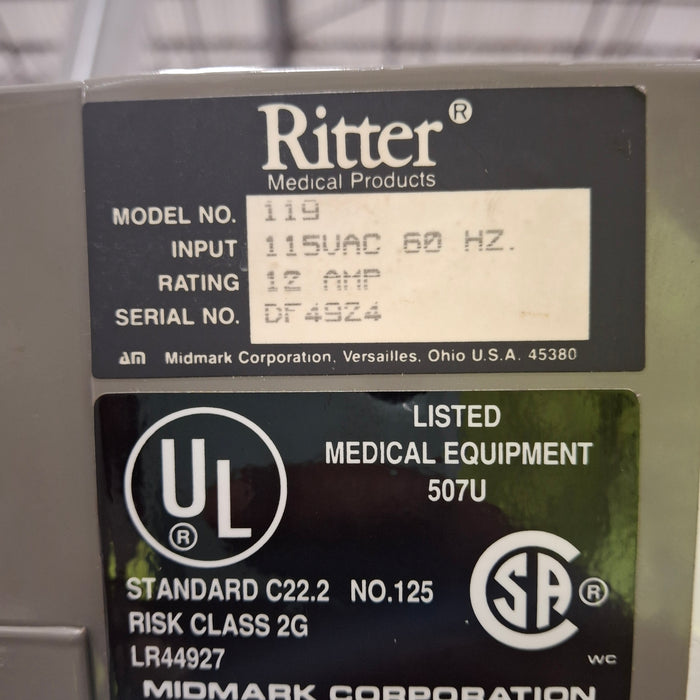 Ritter®
Medical Products
MODEL NO. 119
INPUT 115VAC 60 HZ.
RATING 12 AMP
SERIAL NO. DF4924
am Midmark Corporation, Versailles, Ohio U.S.A. 45380
UL®
LISTED
MEDICAL EQUIPMENT
507U
STANDARD C22.2 NO.125
RISK CLASS 2G
LR44927
SA®
WC
MIDMARK CORPORATION